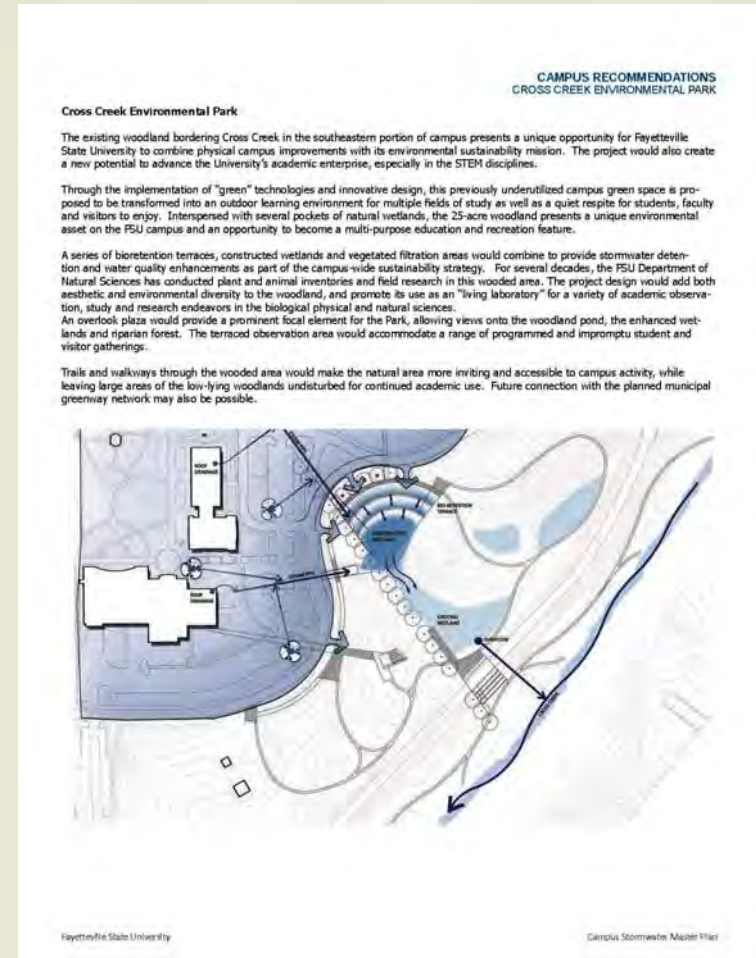 CAMPUS RECOMMENDATIONS
CROSS CREEK ENVIRONMENTAL PARK
Cross Creek Environmental Park
The existing woodland bordering Cross Creek in the southeastern portion of campus presents a unique opportunity for Fayetteville
State University to combine physical campus improvements with its environmental sustainability mission. The project would also create
a new potential to advance the University's academic enterprise, especially in the STEM disciplines.
Through the implementation of "green" technologies and innovative design, this previously underutilized campus green space is pro-
posed to be transformed into an outdoor learning environment for multiple fields of study as well as a quiet respite for students, faculty
and visitors to enjoy. Interspersed with several pockets of natural wetlands, the 25-acre woodland presents a unique environmental
asset on the FSU campus and an opportunity to become a multi-purpose education and recreation feature.
A series of bioretention terraces, constructed wetlands and vegetated filtration areas would combine to provide stormwater deten-
tion and water quality enhancements as part of the campus-wide sustainability strategy. For several decades, the FSU Department of
Natural Sciences has conducted plant and animal inventories and field research in this wooded area. The project design would add both
aesthetic and environmental diversity to the woodland, and promote its use as an "living laboratory" for a variety of academic observa-
tion, study and research endeavors in the biological physical and natural sciences.
An overlook plaza would provide a prominent focal element for the Park, allowing views onto the woodland pond, the enhanced wet-
lands and riparian forest. The terraced observation area would accommodate a range of programmed and impromptu student and
visitor gatherings.
Trails and walkways through the wooded area would make the natural area more inviting and accessible to campus activity, while
leaving large areas of the low-lying woodlands undisturbed for continued academic use. Future connection with the planned municipal
greenway network may also be possible.
ROOF
DRAINAGE
BIO-RETENTION
TERRACE
ROOF
DRAINAGE
EXISTING
WETLAND
Fayetteville State University
Campus Stormwater Master Plan